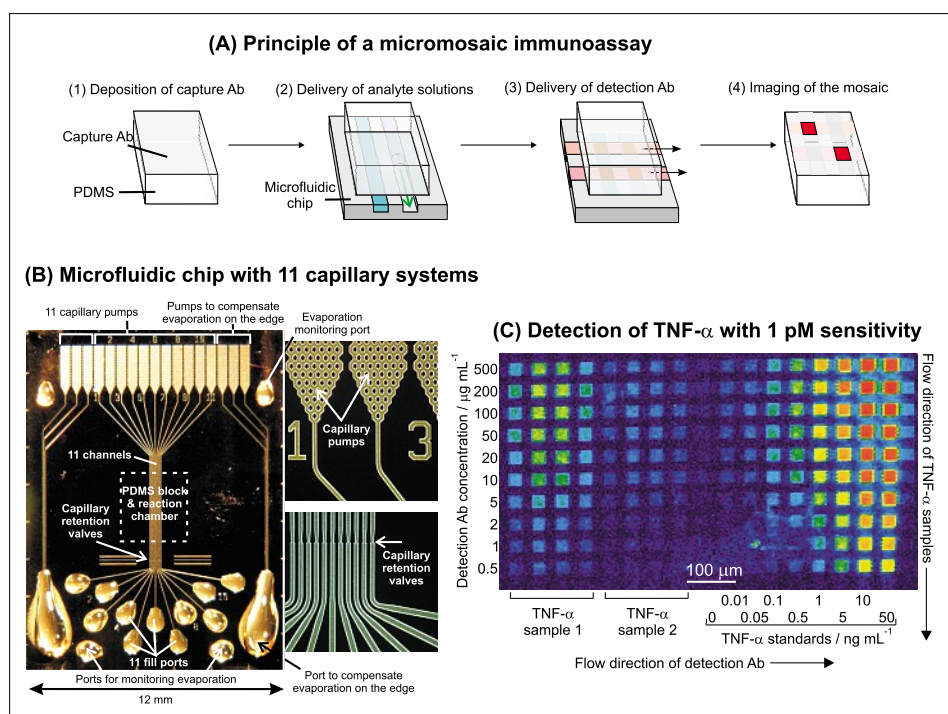 (A) Principle of a micromosaic immunoassay
(1) Deposition of capture Ab
(2) Delivery of analyte solutions
(3) Delivery of detection Ab
(4) Imaging of the mosaic
Capture Ab
PDMS
Microfluidic
chip
(B) Microfluidic chip with 11 capillary systems
11 capillary pumps
Pumps to compensate
evaporation on the edge
Evaporation
monitoring port
2 4 6 8 10
11 channels
PDMS block
& reaction
chamber
Capillary
retention
valves
11 fill ports
Ports for monitoring evaporation
12 mm
Capillary
pumps
1 3
Capillary
retention
valves
Port to compensate
evaporation on the edge
(C) Detection of TNF-α with 1 pM sensitivity
Detection Ab concentration / µg mL⁻¹
500
200
100
50
20
10
5
2
1
0.5
Flow direction of TNF-α samples
100 µm
TNF-α
sample 1
TNF-α
sample 2
0.01 0.1 1 10
0 0.05 0.5 5 50
TNF-α standards / ng mL⁻¹
Flow direction of detection Ab